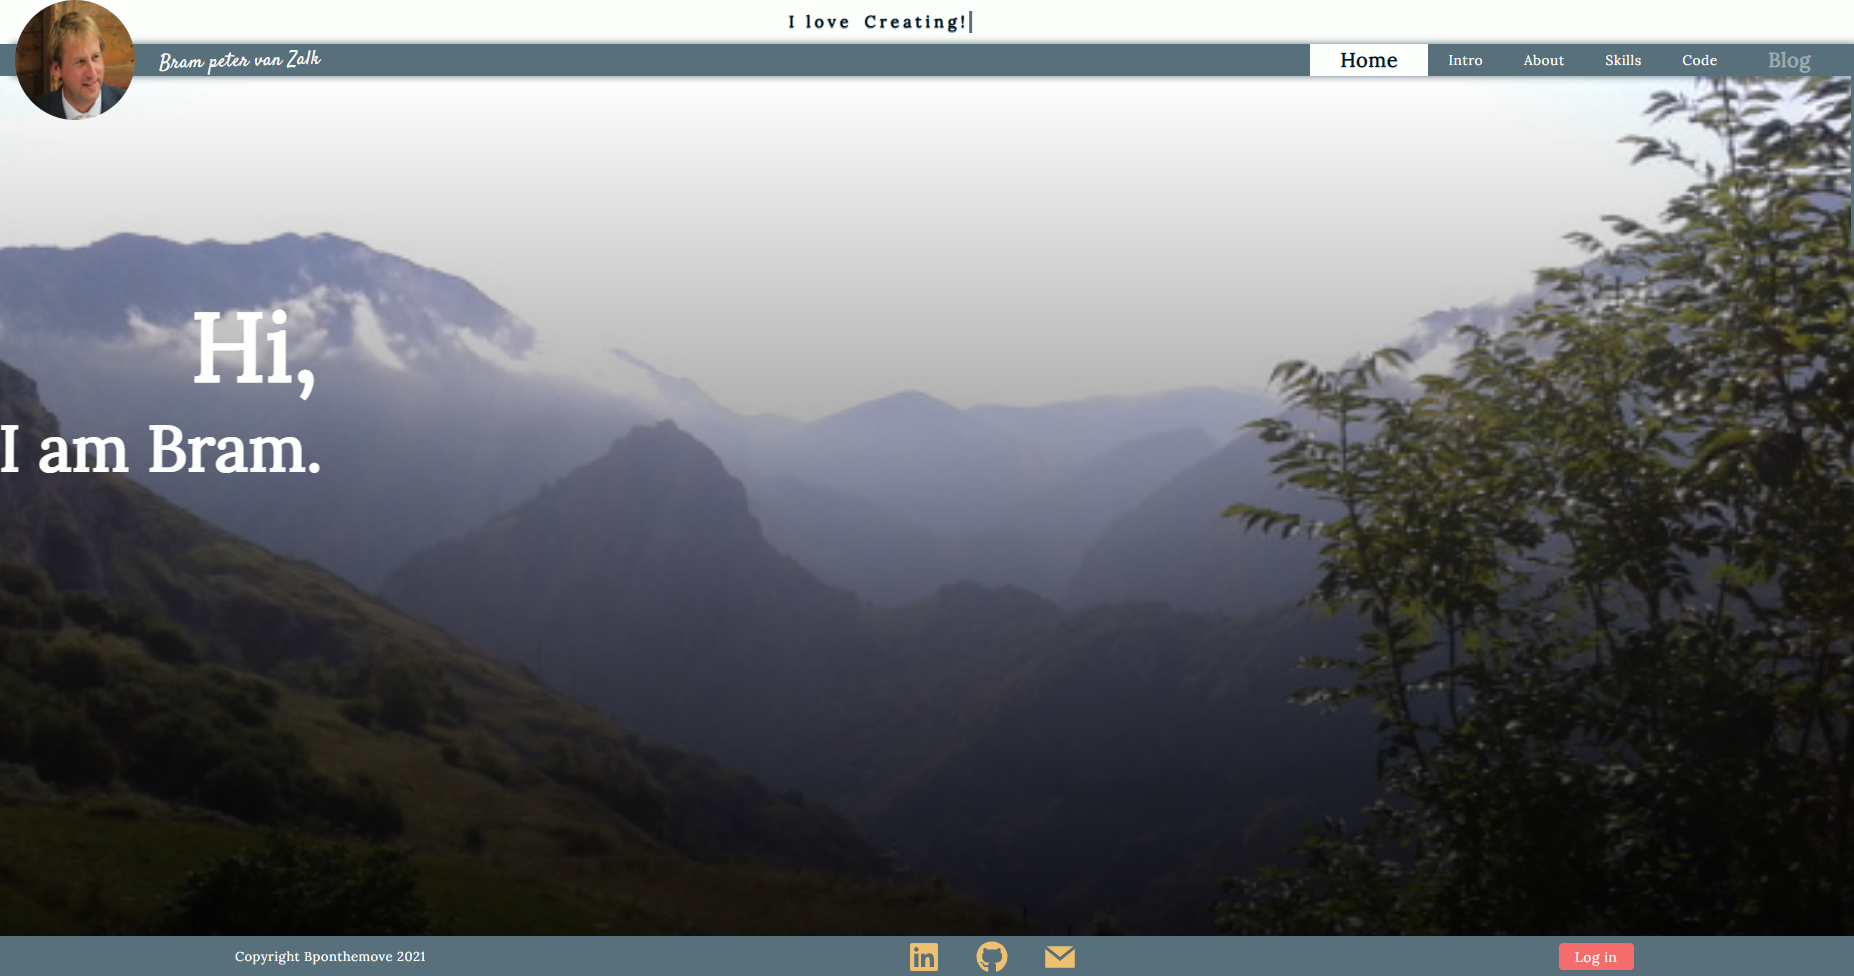 I love Creating!
Bram peter van Zalk
Home Intro About Skills Code Blog
Hi,
I am Bram.
Copyright Bponthemove 2021
in
Log in